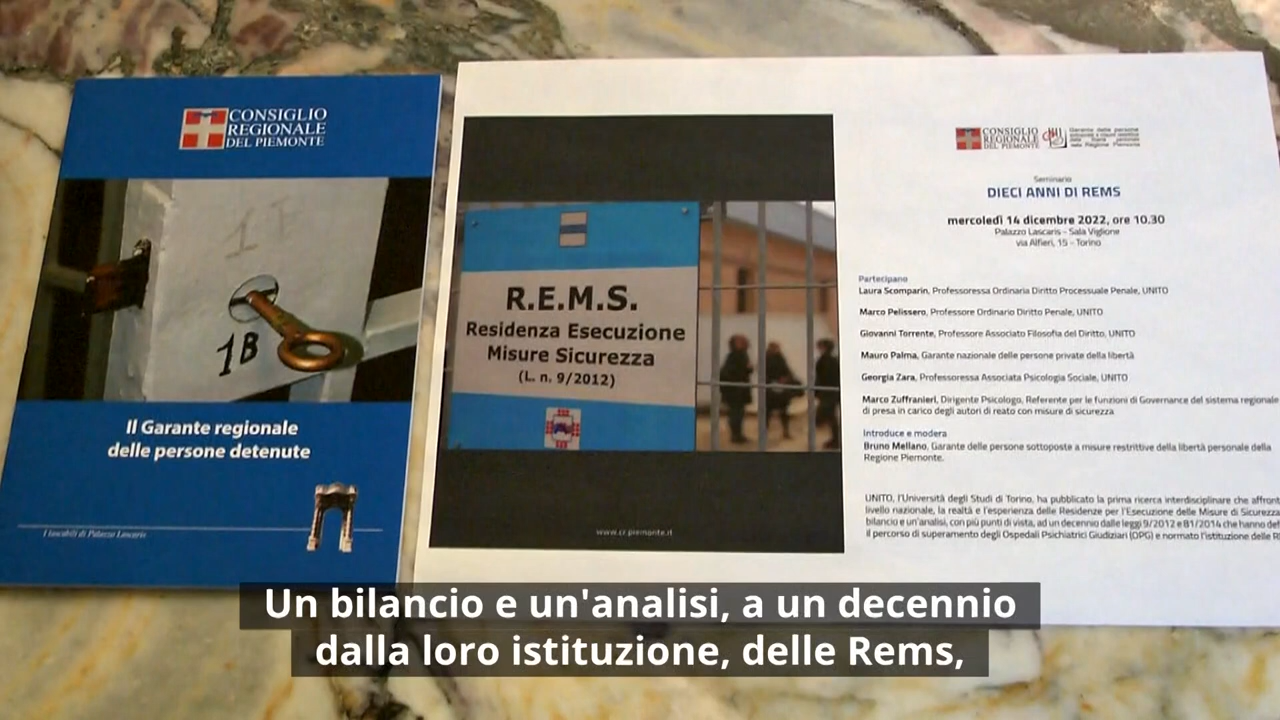 CONSIGLIO
REGIONALE
DEL PIEMONTE
1B
Il Garante regionale
delle persone detenute
I tascabili di Palazzo Lascaris
R.E.M.S.
Residenza Esecuzione
Misure Sicurezza
(L. n. 9/2012)
www.cr.piemonte.it
CONSIGLIO
REGIONALE
DEL PIEMONTE
Seminario
DIECI ANNI DI REMS
mercoledì 14 dicembre 2022, ore 10.30
Palazzo Lascaris - Sala Viglione
via Alfieri, 15 - Torino
Partecipano
Laura Scomparin, Professoressa Ordinaria Diritto Processuale Penale, UNITO
Marco Pelissero, Professore Ordinario Diritto Penale, UNITO
Giovanni Torrente, Professore Associato Filosofia del Diritto, UNITO
Mauro Palma, Garante nazionale delle persone private della libertà
Georgia Zara, Professoressa Associata Psicologia Sociale, UNITO
Marco Zuffranieri, Dirigente Psicologo, Referente per le funzioni di Governance del sistema regionale
di presa in carico degli autori di reato con misure di sicurezza
Introduce e modera
Bruno Mellano, Garante delle persone sottoposte a misure restrittive della libertà personale della
Regione Piemonte.
UNITO, l'Università degli Studi di Torino, ha pubblicato la prima ricerca interdisciplinare che affront
livello nazionale, la realtà e l'esperienza delle Residenze per l'Esecuzione delle Misure di Sicurezza
bilancio e un'analisi, con più punti di vista, ad un decennio dalle leggi 9/2012 e 81/2014 che hanno de
il percorso di superamento degli Ospedali Psichiatrici Giudiziari (OPG) e normato l'istituzione delle R
Un bilancio e un'analisi, a un decennio
dalla loro istituzione, delle Rems,